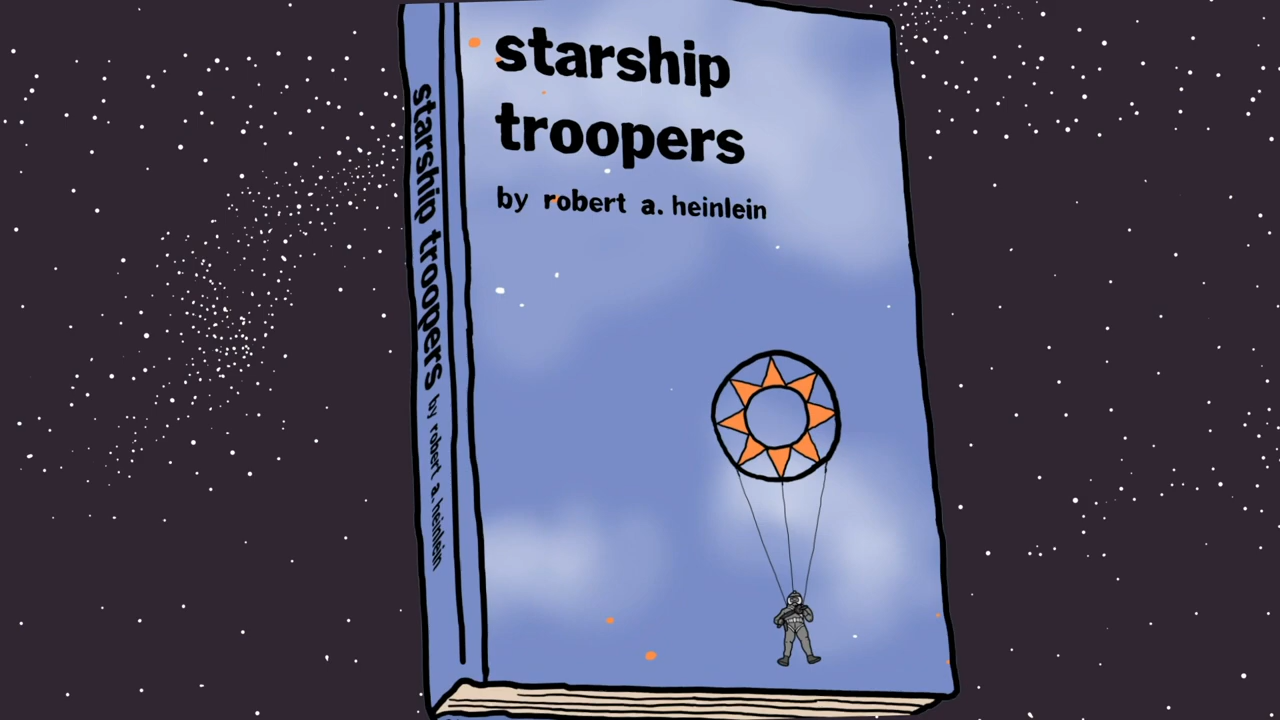 starship
troopers
by robert a. heinlein
starship troopers by robert a. heinlein